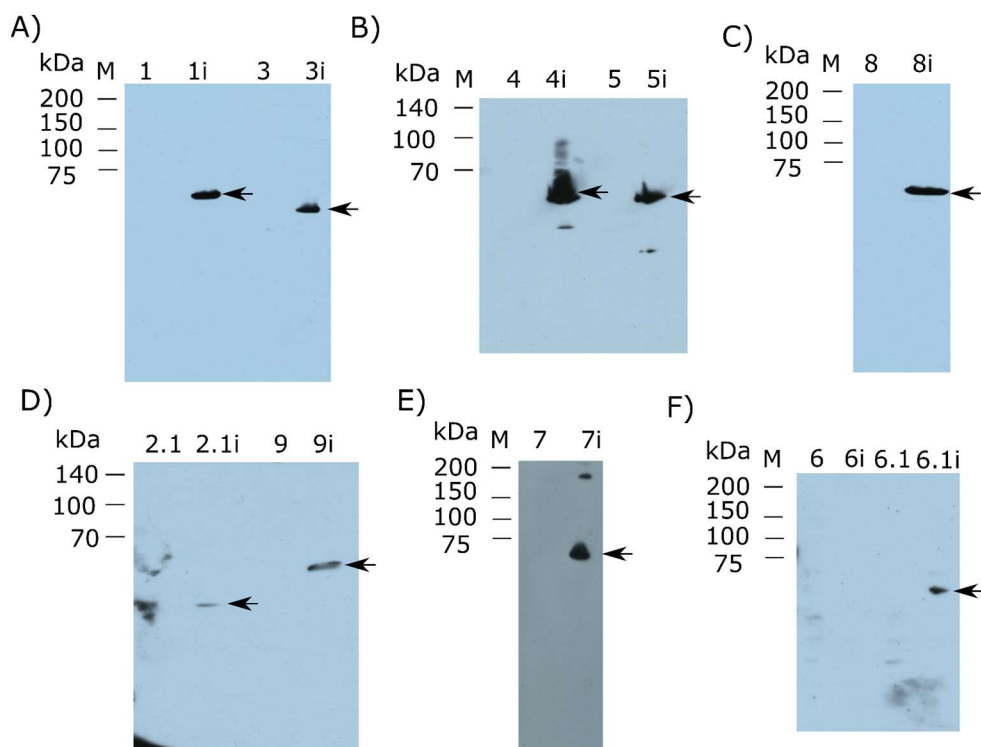 A)
kDa M 1 1i 3 3i
200
150
100
75
B)
kDa M 4 4i 5 5i
140
100
70
C)
kDa M 8 8i
200
150
100
75
D)
kDa 2.1 2.1i 9 9i
140
100
70
E)
kDa M 7 7i
200
150
100
75
F)
kDa M 6 6i 6.1 6.1i
200
150
100
75